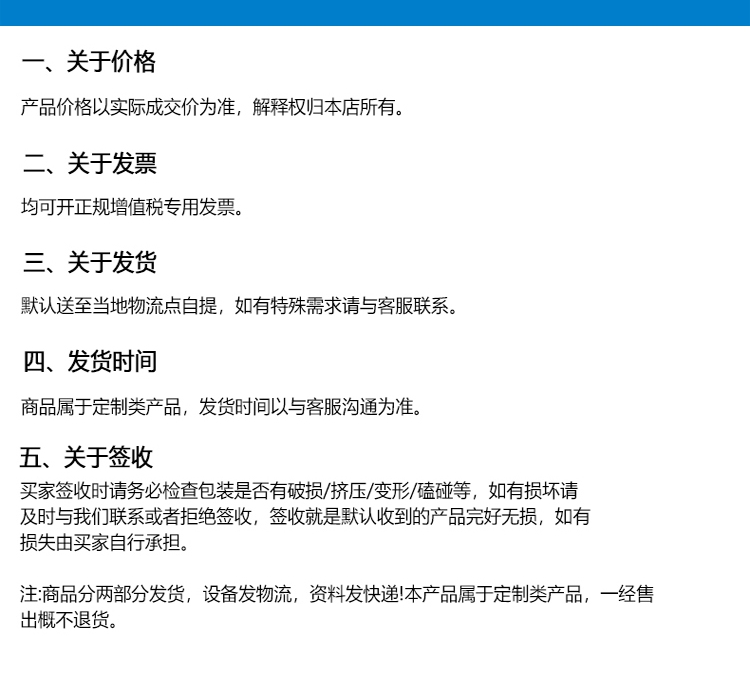 一、关于价格
产品价格以实际成交价为准，解释权归本店所有。
二、关于发票
均可开正规增值税专用发票。
三、关于发货
默认送至当地物流点自提，如有特殊需求请与客服联系。
四、发货时间
商品属于定制类产品，发货时间以与客服沟通为准。
五、关于签收
买家签收时请务必检查包装是否有破损/挤压/变形/磕碰等，如有损坏请
及时与我们联系或者拒绝签收，签收就是默认收到的产品完好无损，如有
损失由买家自行承担。
注:商品分两部分发货，设备发物流，资料发快递!本产品属于定制类产品，一经售
出概不退货。